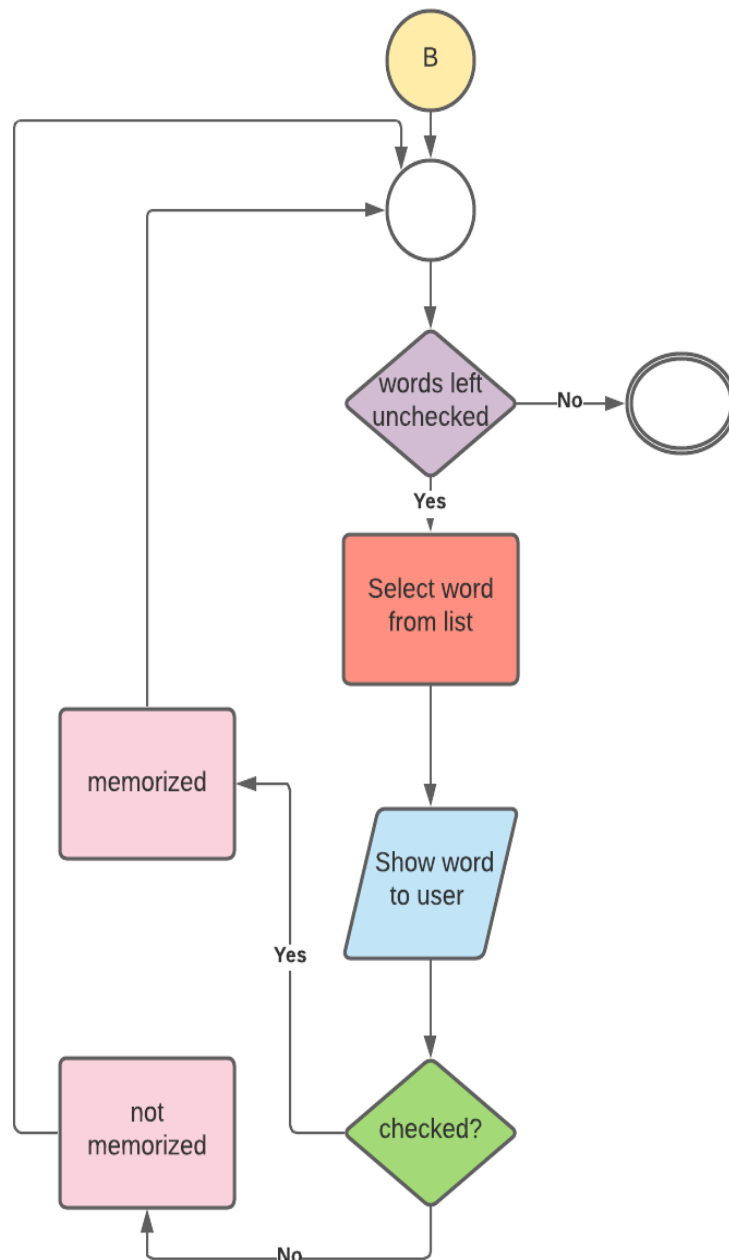 B
words left
unchecked
No
Yes
Select word
from list
memorized
Show word
to user
Yes
not
memorized
checked?
No